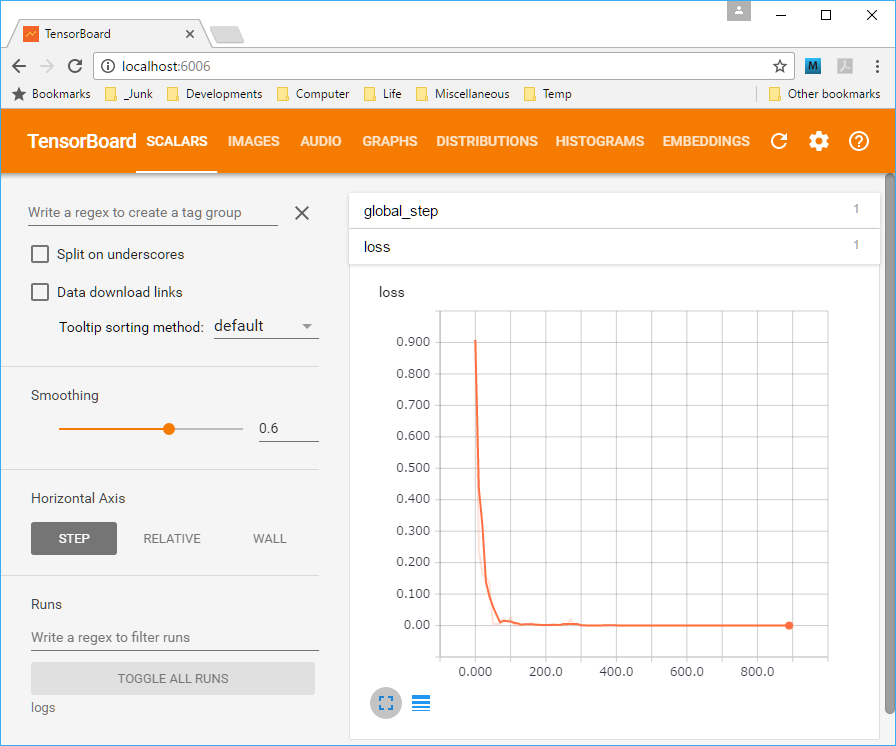 TensorBoard
localhost:6006
Bookmarks _Junk Developments Computer Life Miscellaneous Temp Other bookmarks
TensorBoard SCALARS IMAGES AUDIO GRAPHS DISTRIBUTIONS HISTOGRAMS EMBEDDINGS
Write a regex to create a tag group
Split on underscores
Data download links
Tooltip sorting method: default
Smoothing
0.6
Horizontal Axis
STEP RELATIVE WALL
Runs
Write a regex to filter runs
TOGGLE ALL RUNS
logs
global_step 1
loss 1
loss
0.900
0.800
0.700
0.600
0.500
0.400
0.300
0.200
0.100
0.00
0.000 200.0 400.0 600.0 800.0